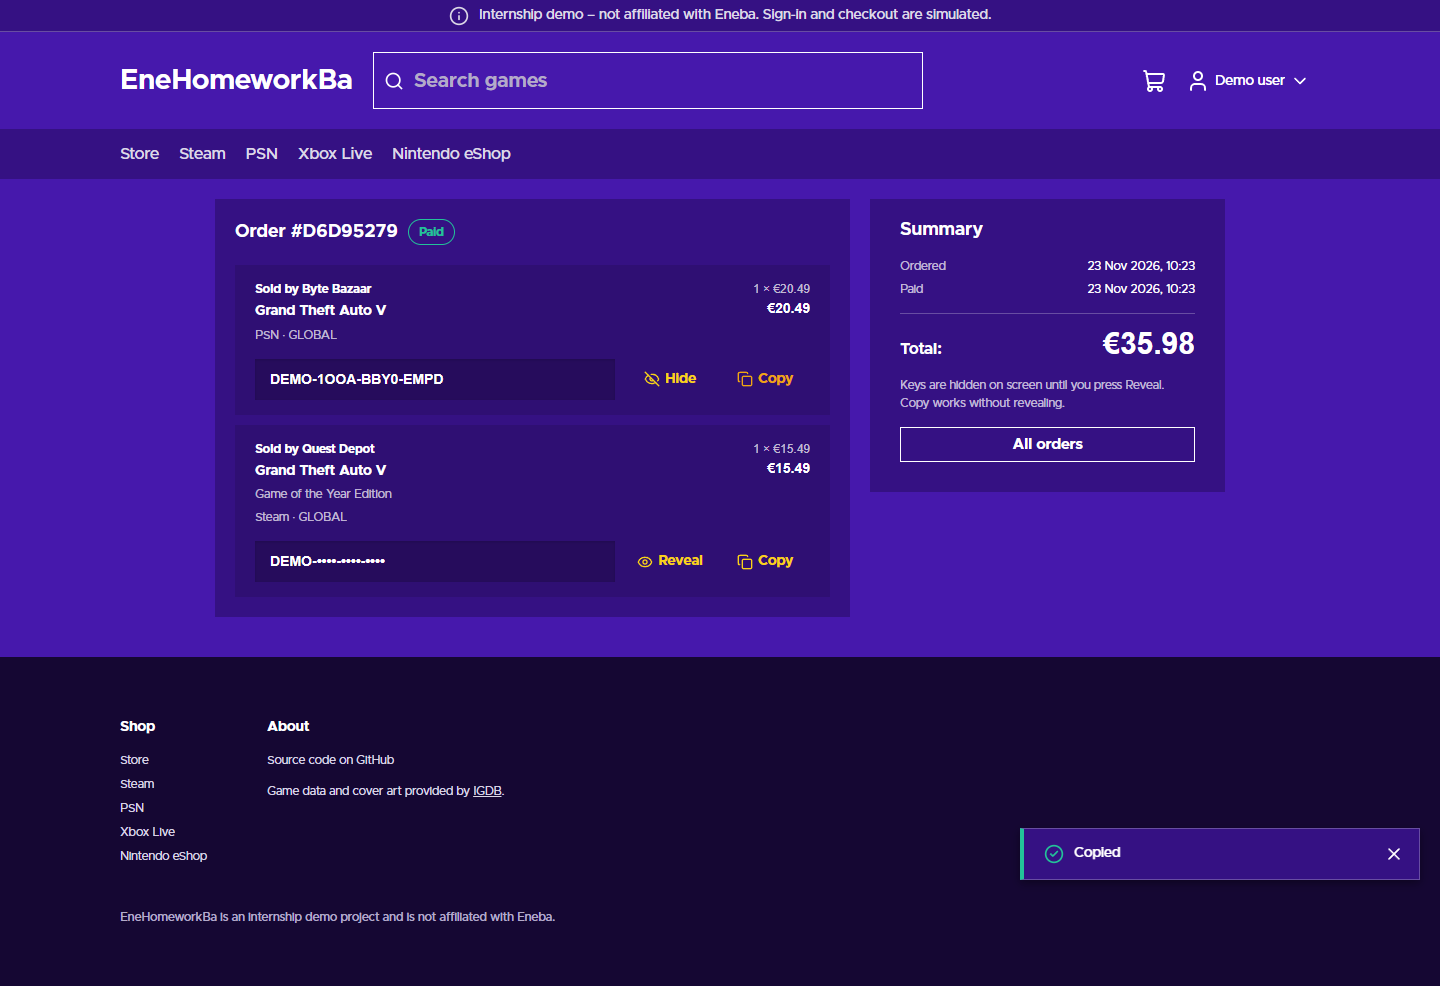 Internship demo – not affiliated with Eneba. Sign-in and checkout are simulated.
EneHomeworkBa
Search games
Demo user
Store
Steam
PSN
Xbox Live
Nintendo eShop
Order #D6D95279
Paid
Sold by Byte Bazaar
1 × €20.49
Grand Theft Auto V
€20.49
PSN · GLOBAL
DEMO-1OOA-BBY0-EMPD
Hide
Copy
Sold by Quest Depot
1 × €15.49
Grand Theft Auto V
€15.49
Game of the Year Edition
Steam · GLOBAL
DEMO-••••-••••-••••
Reveal
Copy
Summary
Ordered 23 Nov 2026, 10:23
Paid 23 Nov 2026, 10:23
Total: €35.98
Keys are hidden on screen until you press Reveal.
Copy works without revealing.
All orders
Shop
Store
Steam
PSN
Xbox Live
Nintendo eShop
About
Source code on GitHub
Game data and cover art provided by IGDB.
Copied
EneHomeworkBa is an internship demo project and is not affiliated with Eneba.